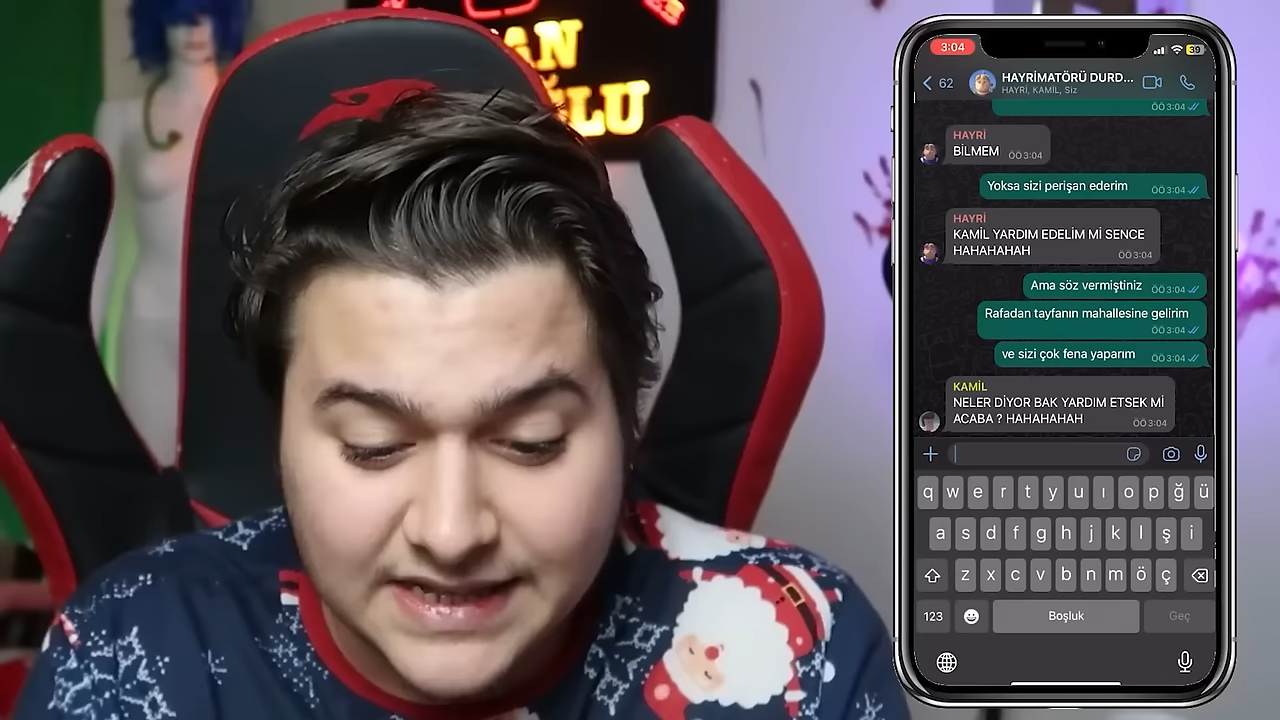 AN
ĞLU
3:04
39
62
HAYRİMATÖRÜ DURD...
HAYRİ, KAMİL, Siz
ÖÖ 3:04
HAYRİ
BİLMEM
ÖÖ 3:04
Yoksa sizi perişan ederim
ÖÖ 3:04
HAYRİ
KAMİL YARDIM EDELİM Mİ SENCE
HAHAHAHAH
ÖÖ 3:04
Ama söz vermiştiniz
ÖÖ 3:04
Rafadan tayfanın mahallesine gelirim
ÖÖ 3:04
ve sizi çok fena yaparım
ÖÖ 3:04
KAMİL
NELER DİYOR BAK YARDIM ETSEK Mİ
ACABA ? HAHAHAHAH
ÖÖ 3:04
q w e r t y u ı o p ğ ü
a s d f g h j k l ş i
z x c v b n m ö ç
123
Boşluk
Geç